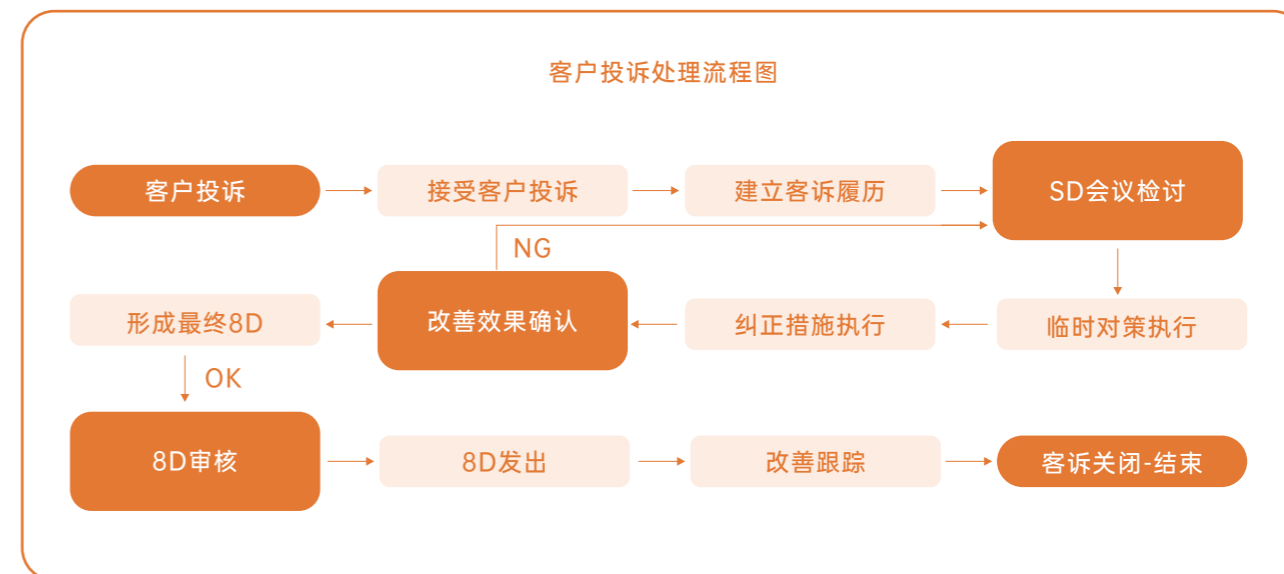 客户投诉处理流程图
客户投诉
接受客户投诉
建立客诉履历
SD会议检讨
NG
形成最终8D
改善效果确认
纠正措施执行
临时对策执行
OK
8D审核
8D发出
改善跟踪
客诉关闭-结束